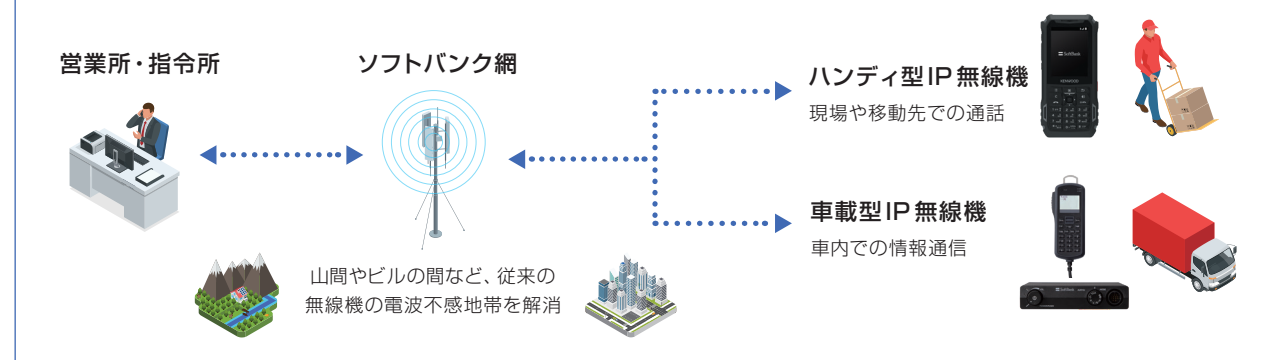 営業所・指令所
ソフトバンク網
山間やビルの間など、従来の
無線機の電波不感地帯を解消
ハンディ型IP無線機
現場や移動先での通話
SoftBank
KENWOOD
車載型IP無線機
車内での情報通信
SoftBank